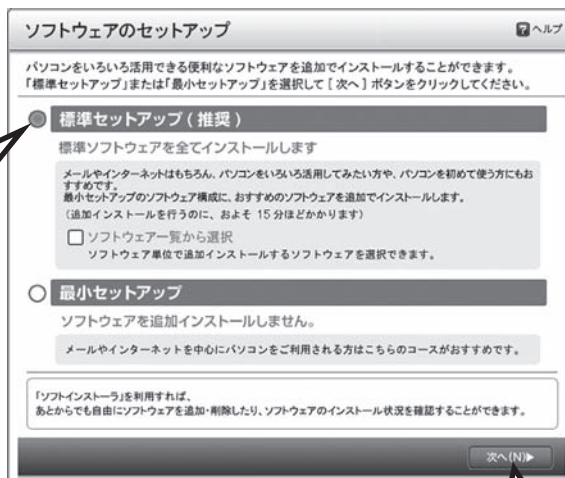 ソフトウェアのセットアップ
?ヘルプ
パソコンをいろいろ活用できる便利なソフトウェアを追加でインストールすることができます。
「標準セットアップ」または「最小セットアップ」を選択して[次へ]ボタンをクリックしてください。
標準セットアップ(推奨)
標準ソフトウェアを全てインストールします
メールやインターネットはもちろん、パソコンをいろいろ活用してみたい方や、パソコンを初めて使う方にもお
すすめです。
最小セットアップのソフトウェア構成に、おすすめのソフトウェアを追加でインストールします。
(追加インストールを行うのに、およそ 15 分ほどかかります)
ソフトウェア一覧から選択
ソフトウェア単位で追加インストールするソフトウェアを選択できます。
最小セットアップ
ソフトウェアを追加インストールしません。
メールやインターネットを中心にパソコンをご利用される方はこちらのコースがおすすめです。
「ソフトインストーラ」を利用すれば、
あとからでも自由にソフトウェアを追加・削除したり、ソフトウェアのインストール状況を確認することができます。
次へ(N)▶